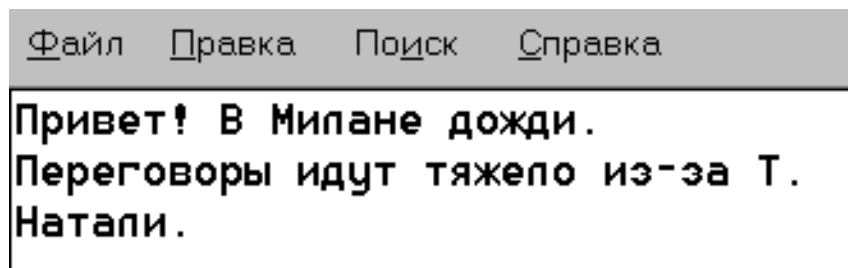 Файл Правка Поиск Справка
Привет! В Милане дожди.
Переговоры идут тяжело из-за Т.
Натали.